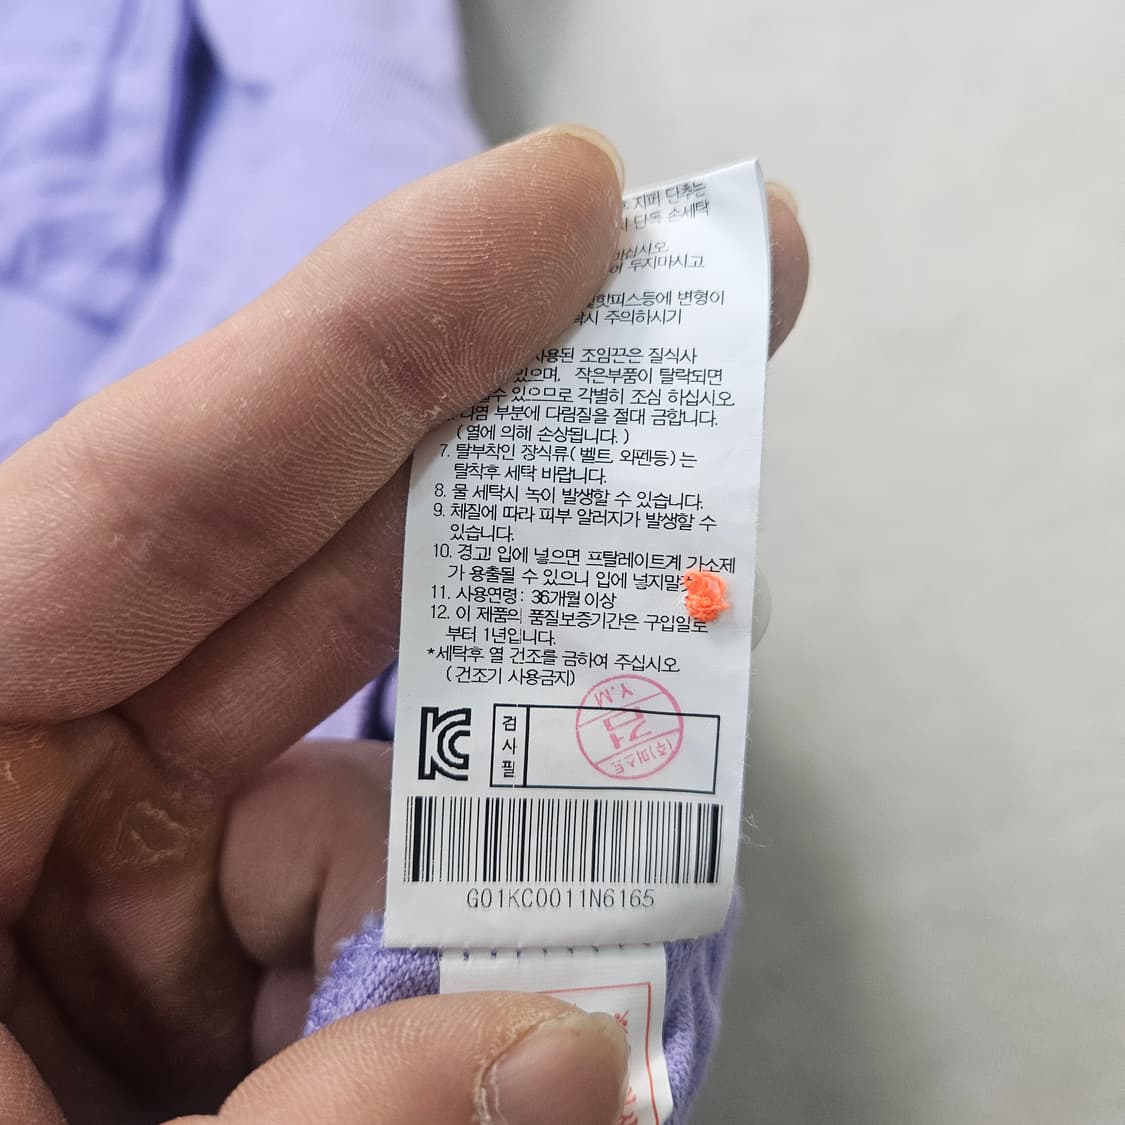 지퍼 단추는
단독 손세탁
마십시오
두지마시고
핫피스등에 변형이
주의하시기
사용된 조임끈은 질식사
있으며, 작은부품이 탈락되면
있으므로 각별히 조심 하십시오.
부분에 다림질을 절대 금합니다.
( 열에 의해 손상됩니다. )
7. 탈부착인 장식류( 벨트, 와펜등) 는
탈착후 세탁 바랍니다.
8. 물 세탁시 녹이 발생할 수 있습니다.
9. 체질에 따라 피부 알러지가 발생할 수
있습니다.
10. 경고! 입에 넣으면 프탈레이트계 가소제
가 용출될 수 있으니 입에 넣지말
11. 사용연령 : 36개월 이상
12. 이 제품의 품질보증기간은 구입일로
부터 1년입니다.
*세탁후 열 건조를 금하여 주십시오.
( 건조기 사용금지)
KC
검사필
Y.M
검
(주)퍼스트
G01KC0011N6165
%